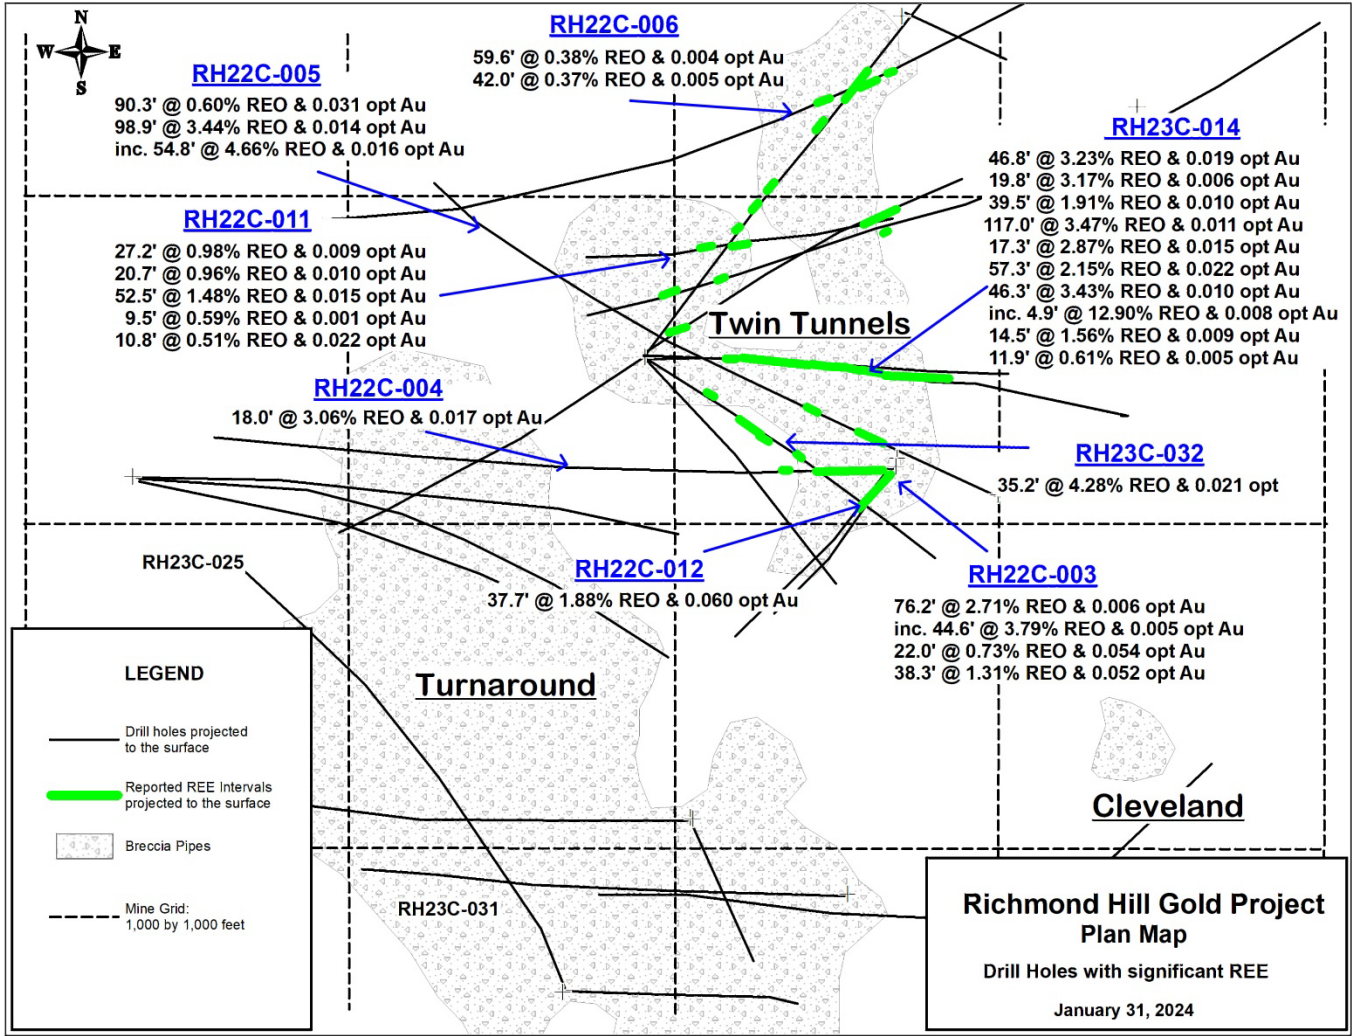 N
W E
S
RH22C-006
59.6' @ 0.38% REO & 0.004 opt Au
42.0' @ 0.37% REO & 0.005 opt Au
RH22C-005
90.3' @ 0.60% REO & 0.031 opt Au
98.9' @ 3.44% REO & 0.014 opt Au
inc. 54.8' @ 4.66% REO & 0.016 opt Au
RH23C-014
46.8' @ 3.23% REO & 0.019 opt Au
19.8' @ 3.17% REO & 0.006 opt Au
39.5' @ 1.91% REO & 0.010 opt Au
117.0' @ 3.47% REO & 0.011 opt Au
17.3' @ 2.87% REO & 0.015 opt Au
57.3' @ 2.15% REO & 0.022 opt Au
46.3' @ 3.43% REO & 0.010 opt Au
inc. 4.9' @ 12.90% REO & 0.008 opt Au
14.5' @ 1.56% REO & 0.009 opt Au
11.9' @ 0.61% REO & 0.005 opt Au
RH22C-011
27.2' @ 0.98% REO & 0.009 opt Au
20.7' @ 0.96% REO & 0.010 opt Au
52.5' @ 1.48% REO & 0.015 opt Au
9.5' @ 0.59% REO & 0.001 opt Au
10.8' @ 0.51% REO & 0.022 opt Au
Twin Tunnels
RH22C-004
18.0' @ 3.06% REO & 0.017 opt Au
RH23C-032
35.2' @ 4.28% REO & 0.021 opt
RH22C-012
37.7' @ 1.88% REO & 0.060 opt Au
RH22C-003
76.2' @ 2.71% REO & 0.006 opt Au
inc. 44.6' @ 3.79% REO & 0.005 opt Au
22.0' @ 0.73% REO & 0.054 opt Au
38.3' @ 1.31% REO & 0.052 opt Au
RH23C-025
Turnaround
Cleveland
RH23C-031
LEGEND
Drill holes projected
to the surface
Reported REE Intervals
projected to the surface
Breccia Pipes
Mine Grid:
1,000 by 1,000 feet
Richmond Hill Gold Project
Plan Map
Drill Holes with significant REE
January 31, 2024